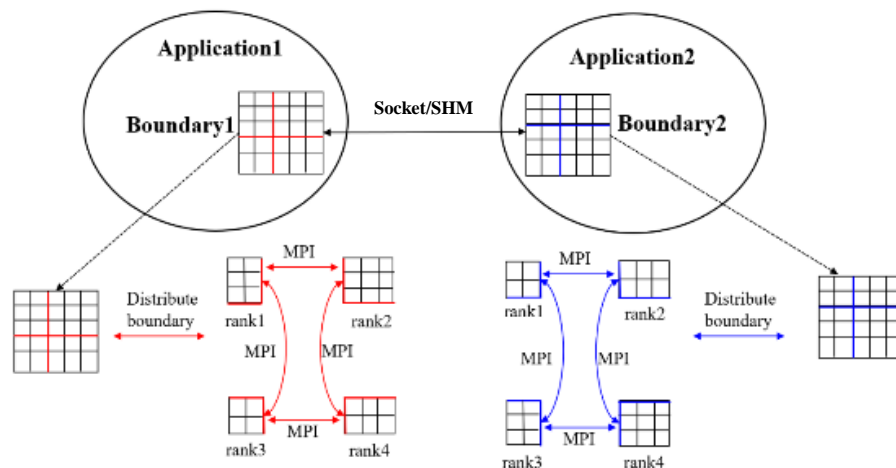 Application1
Application2
Socket/SHM
Boundary1
Boundary2
MPI
MPI
Distribute
boundary
rank1
rank2
rank1
rank2
Distribute
boundary
MPI
MPI
MPI
MPI
MPI
MPI
rank3
rank4
rank3
rank4